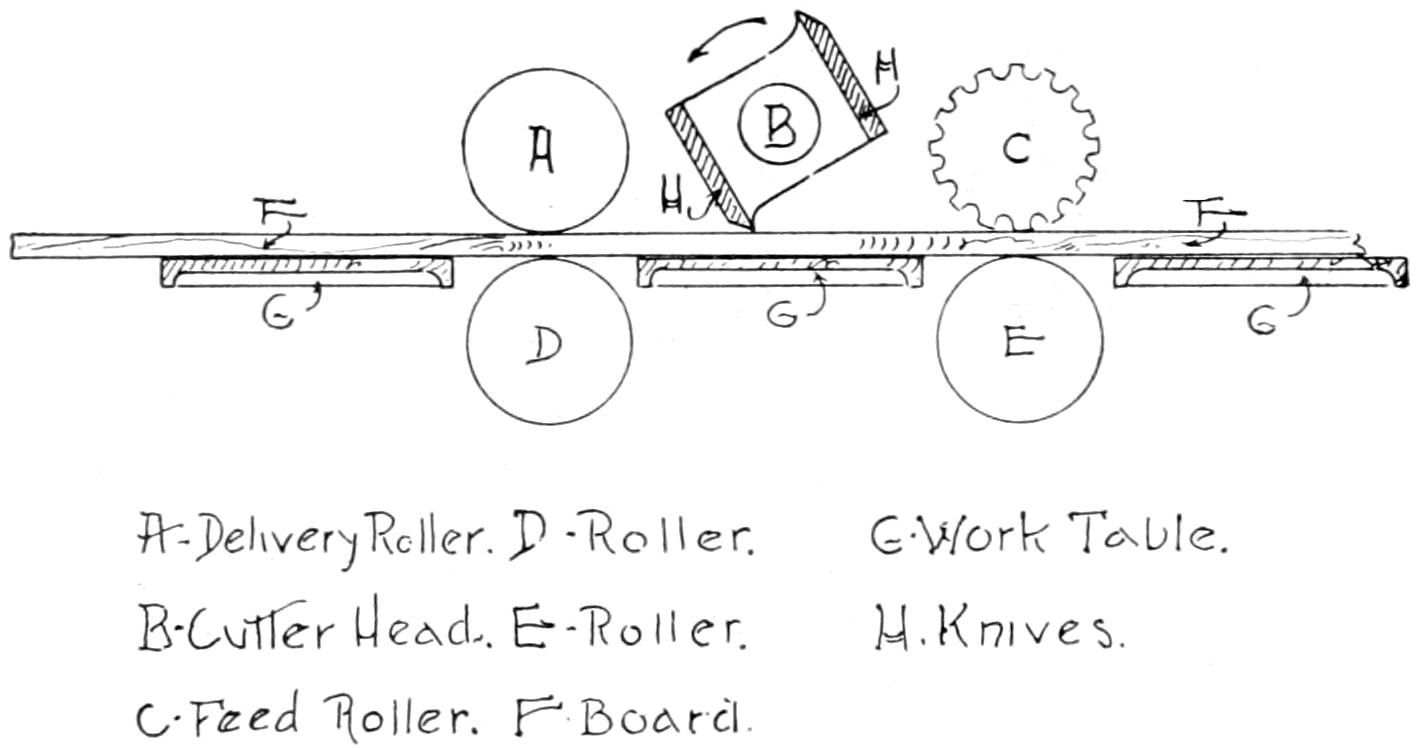 H
B
A
C
H
F
F
G
G
G
D
E
A-Delivery Roller. D-Roller. G-Work Table.
B-Cutter Head. E-Roller. H.Knives.
C-Feed Roller. F-Board.